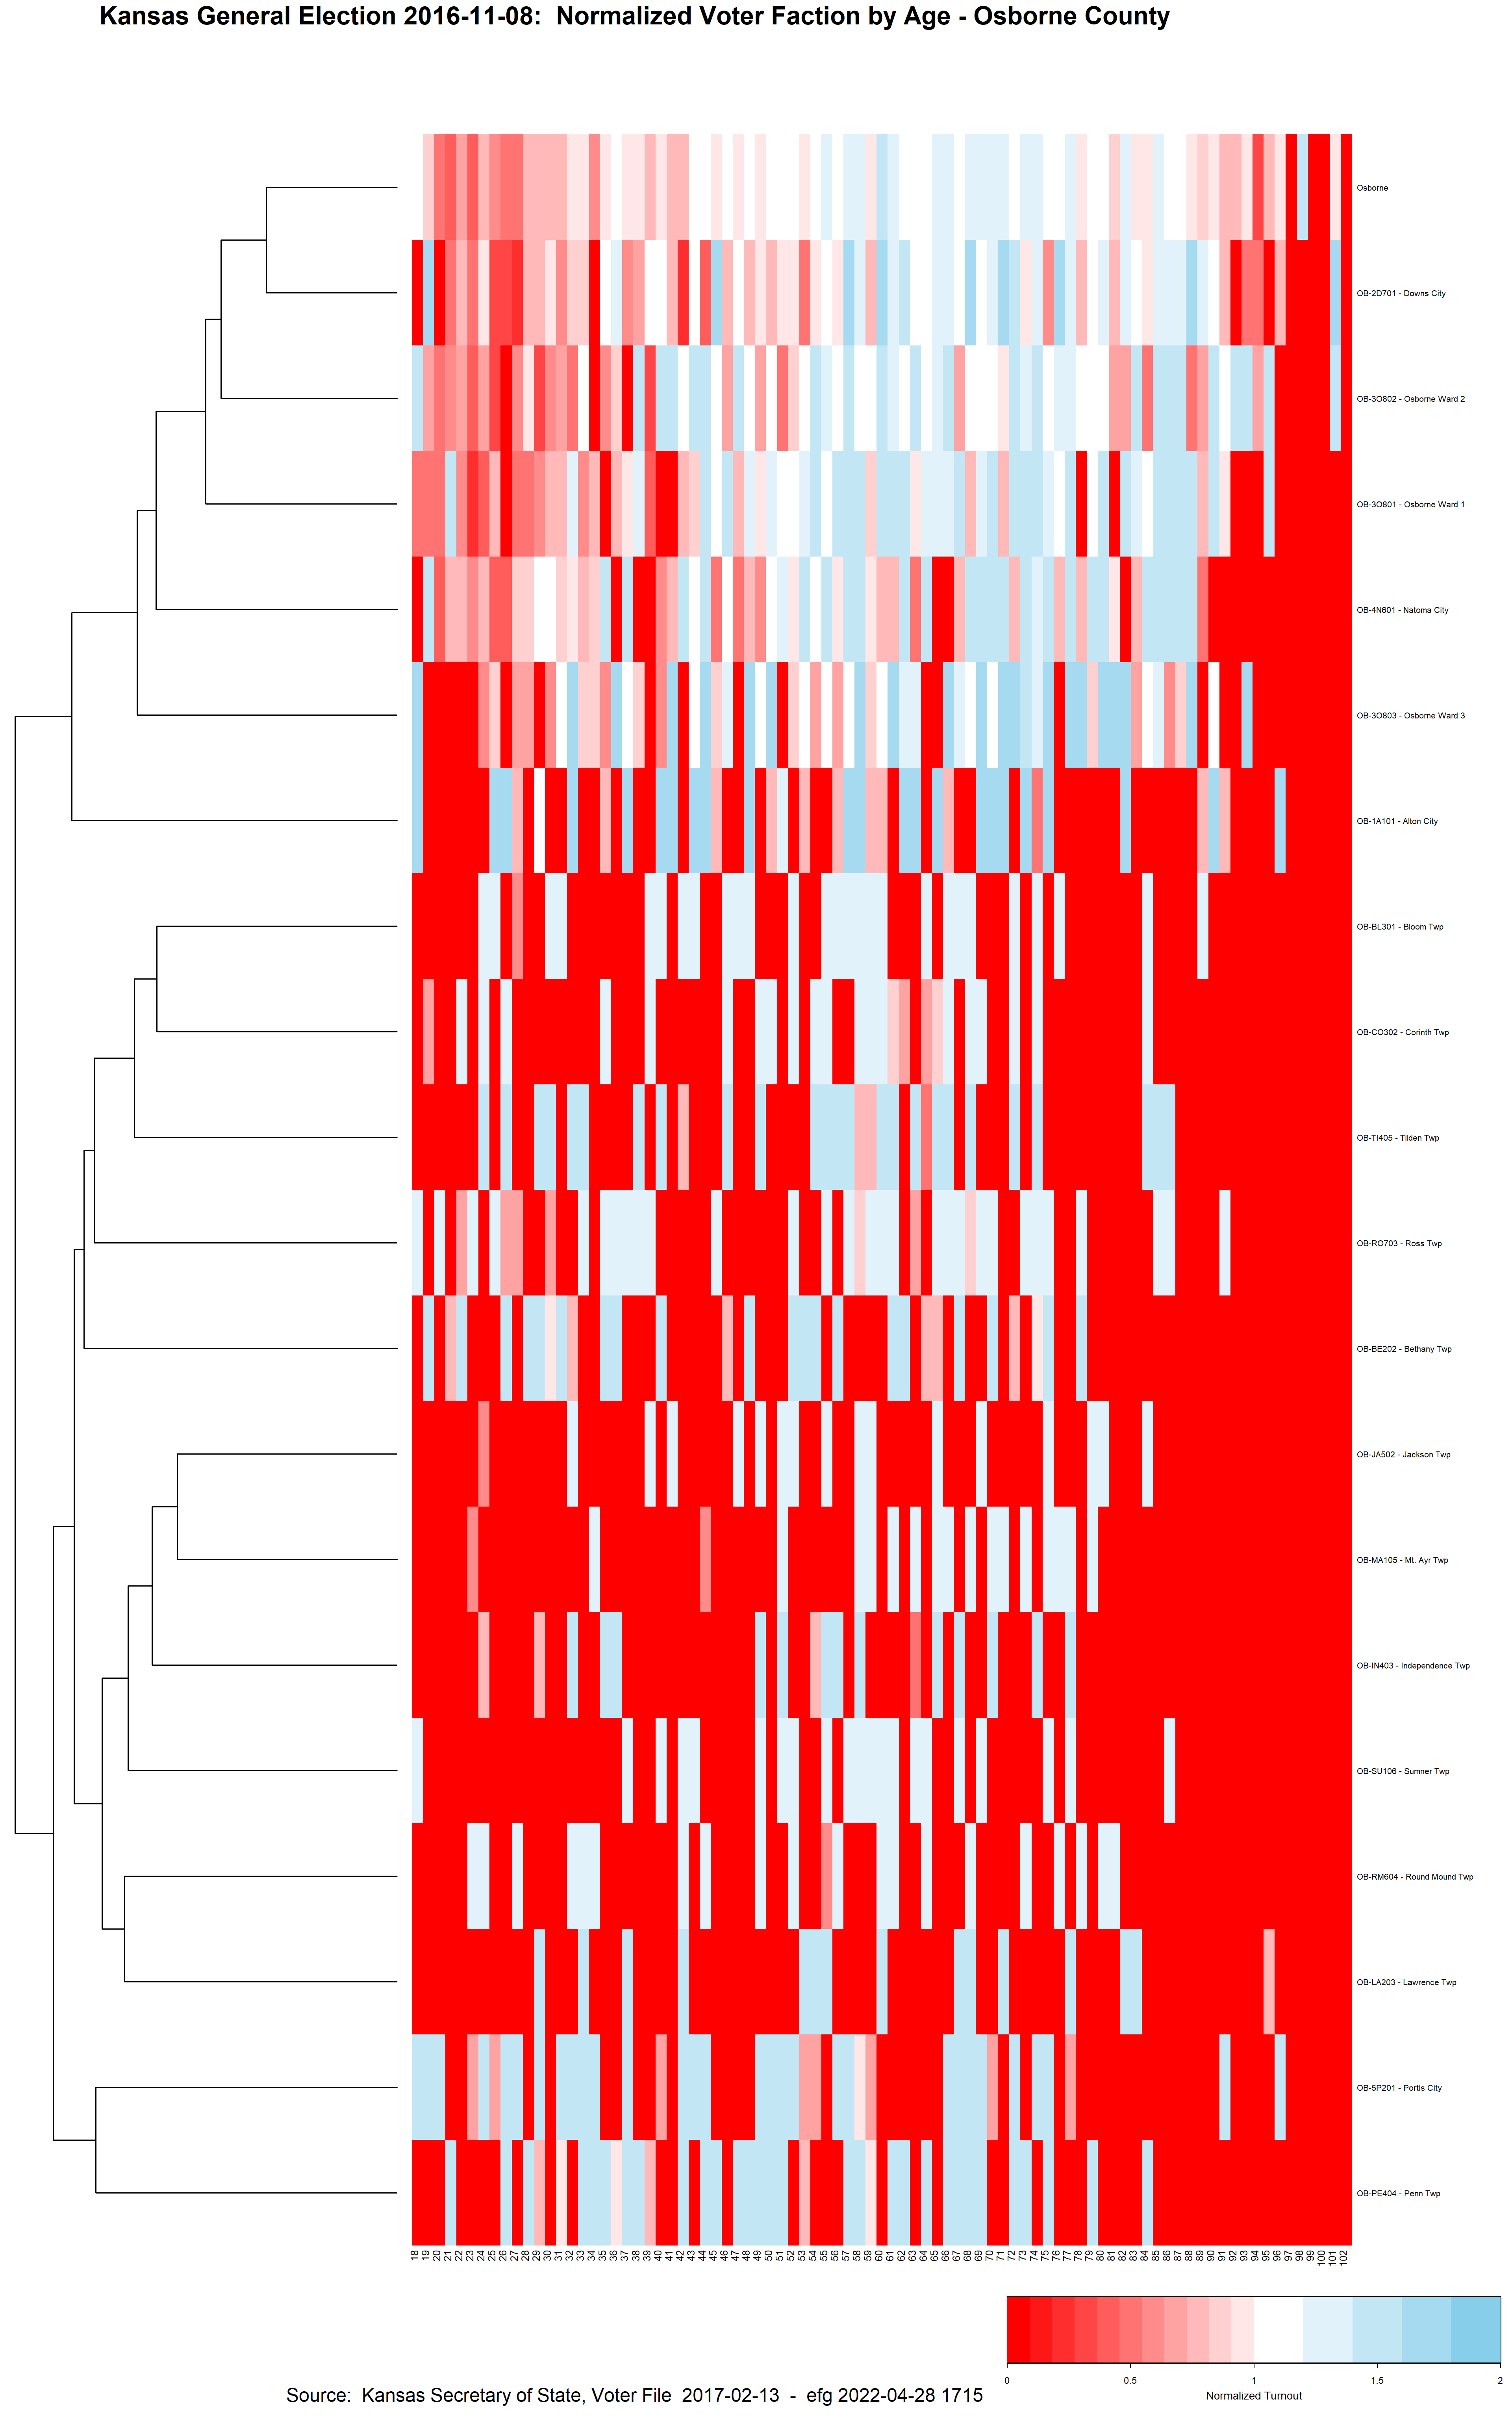 Kansas General Election 2016-11-08:  Normalized Voter Faction by Age - Osborne County
Osborne
OB-2D701 - Downs City
OB-3O802 - Osborne Ward 2
OB-3O801 - Osborne Ward 1
OB-4N601 - Natoma City
OB-3O803 - Osborne Ward 3
OB-1A101 - Alton City
OB-BL301 - Bloom Twp
OB-CO302 - Corinth Twp
OB-TI405 - Tilden Twp
OB-RO703 - Ross Twp
OB-BE202 - Bethany Twp
OB-JA502 - Jackson Twp
OB-MA105 - Mt. Ayr Twp
OB-IN403 - Independence Twp
OB-SU106 - Sumner Twp
OB-RM604 - Round Mound Twp
OB-LA203 - Lawrence Twp
OB-5P201 - Portis City
OB-PE404 - Penn Twp
18 19 20 21 22 23 24 25 26 27 28 29 30 31 32 33 34 35 36 37 38 39 40 41 42 43 44 45 46 47 48 49 50 51 52 53 54 55 56 57 58 59 60 61 62 63 64 65 66 67 68 69 70 71 72 73 74 75 76 77 78 79 80 81 82 83 84 85 86 87 88 89 90 91 92 93 94 95 96 97 98 99 100 101 102
0 0.5 1 1.5 2
Normalized Turnout
Source:  Kansas Secretary of State, Voter File  2017-02-13  -  efg 2022-04-28 1715